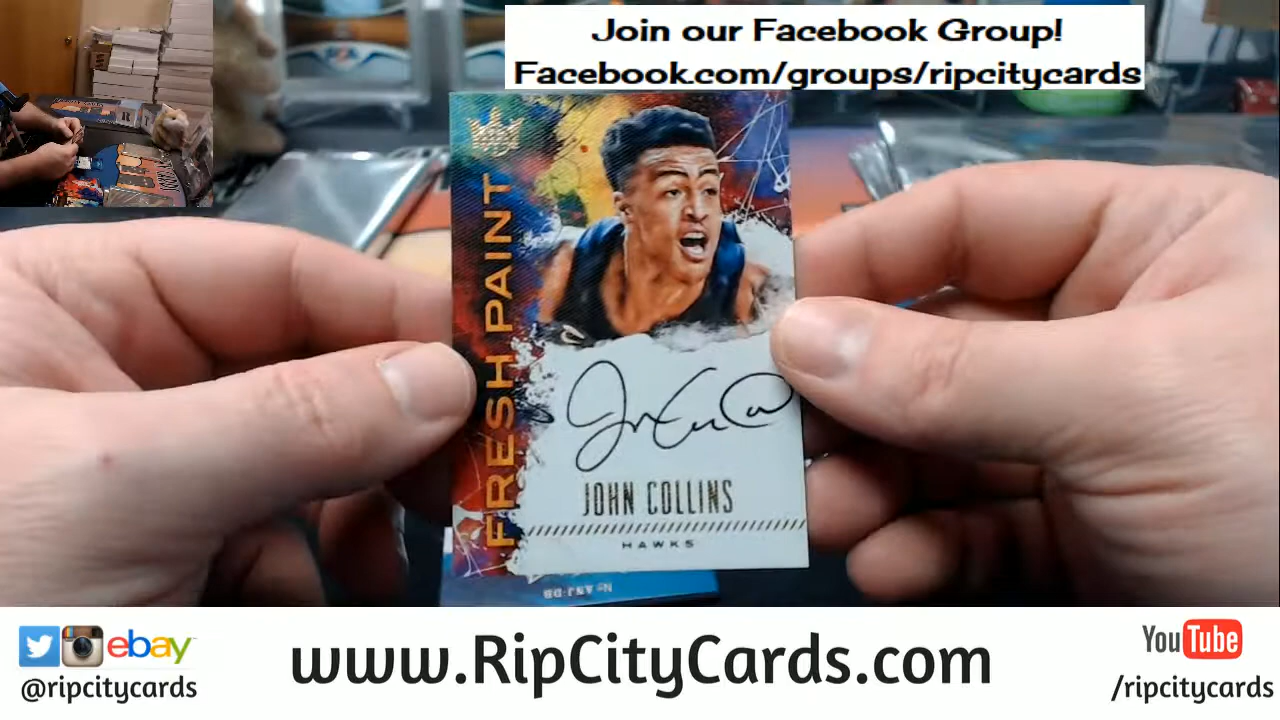 Join our Facebook Group!
Facebook.com/groups/ripcitycards
FRESH PAINT
JOHN COLLINS
HAWKS
ebay
@ripcitycards
www.RipCityCards.com
YouTube
/ripcitycards